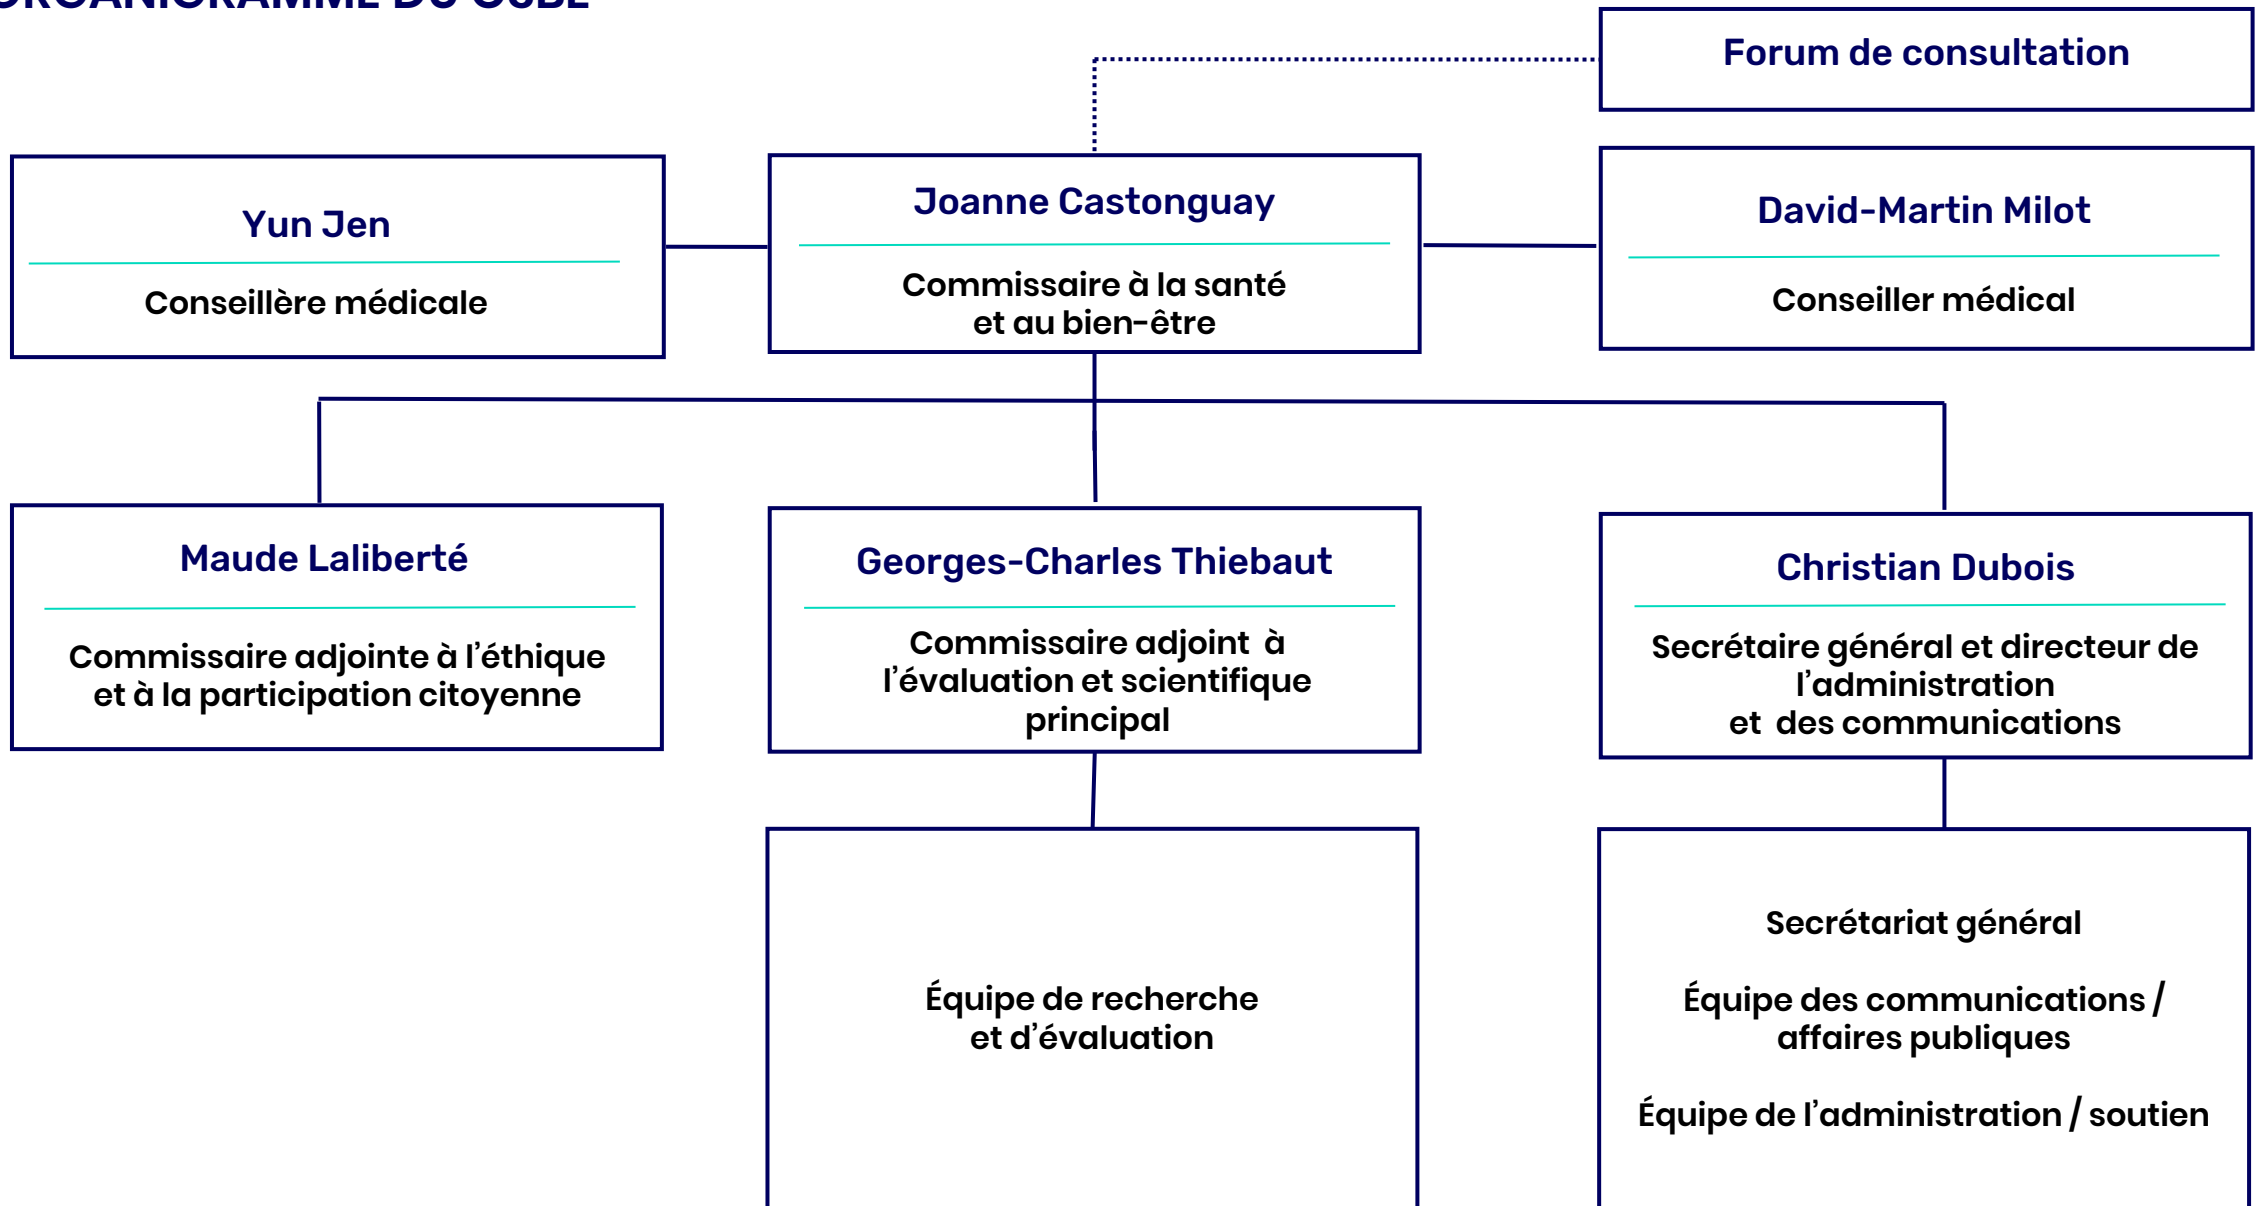 ORGANIGRAMME DU CSBE
Forum de consultation
Yun Jen
Conseillère médicale
Joanne Castonguay
Commissaire à la santé
et au bien-être
David-Martin Milot
Conseiller médical
Maude Laliberté
Commissaire adjointe à l’éthique
et à la participation citoyenne
Georges-Charles Thiebaut
Commissaire adjoint à
l’évaluation et scientifique
principal
Christian Dubois
Secrétaire général et directeur de
l’administration
et des communications
Équipe de recherche
et d’évaluation
Secrétariat général
Équipe des communications /
affaires publiques
Équipe de l’administration / soutien